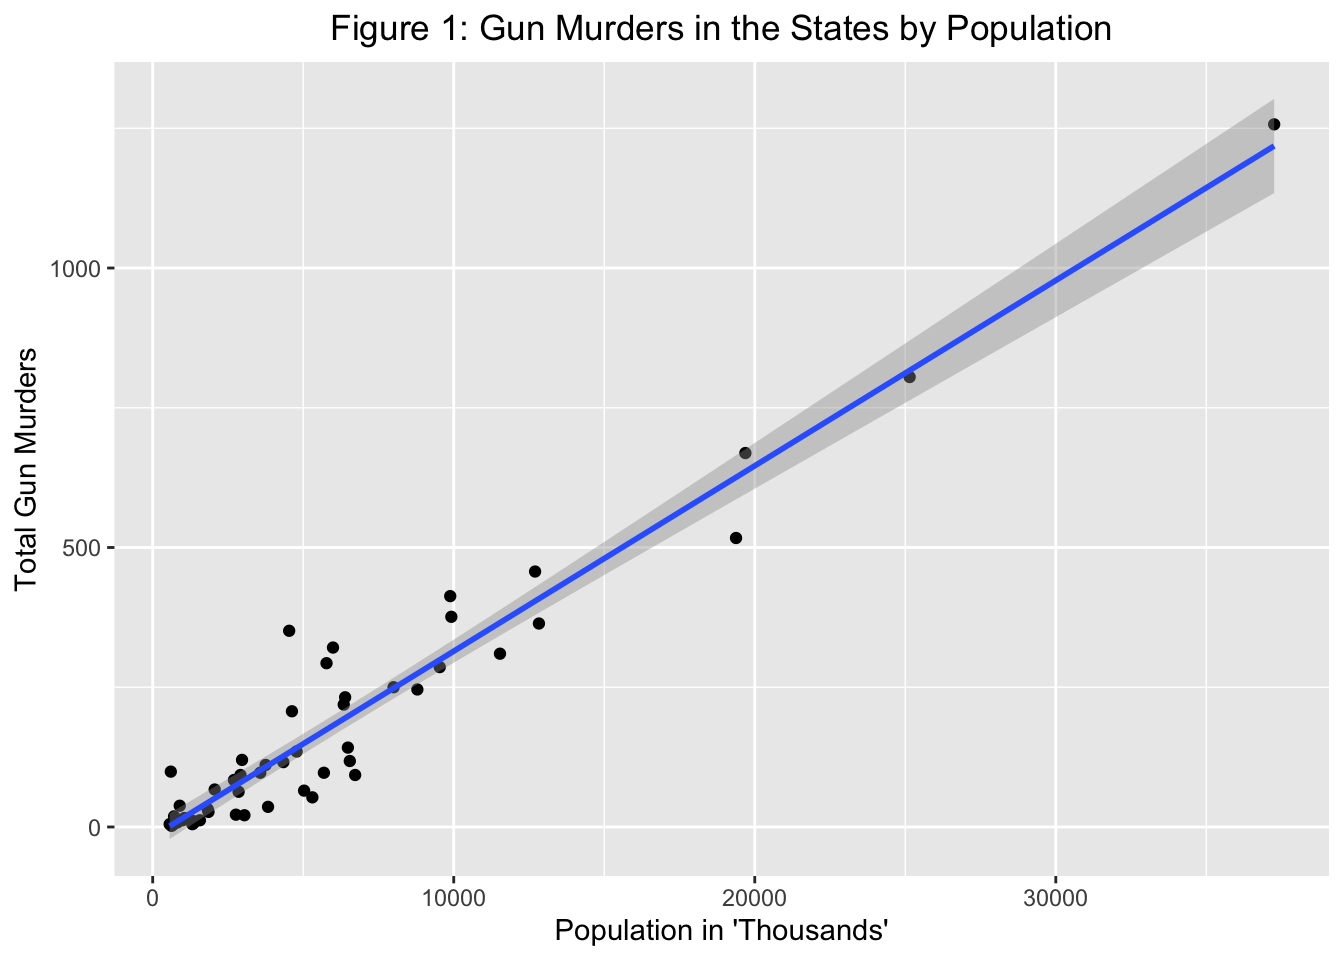 Figure 1: Gun Murders in the States by Population
1000
500
0
Total Gun Murders
0 10000 20000 30000
Population in 'Thousands'